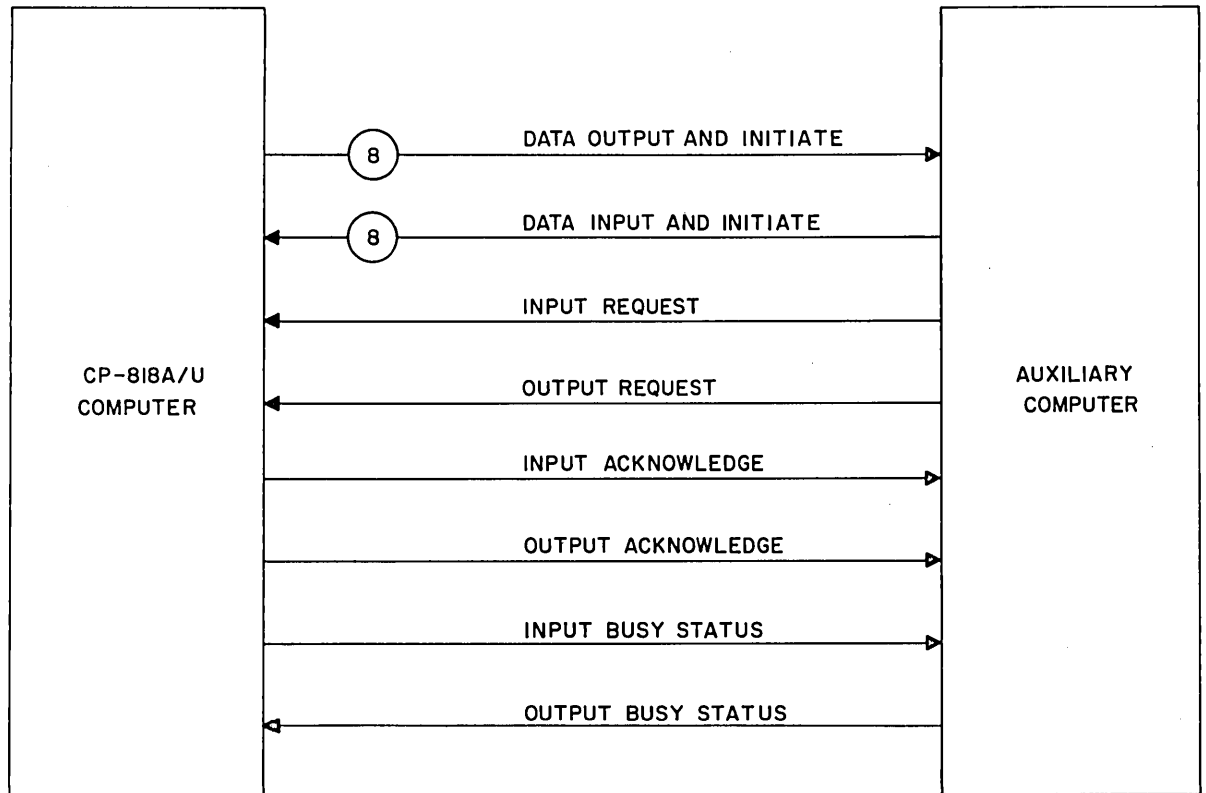 DATA OUTPUT AND INITIATE
8
DATA INPUT AND INITIATE
8
INPUT REQUEST
CP-818A/U
COMPUTER
OUTPUT REQUEST
AUXILIARY
COMPUTER
INPUT ACKNOWLEDGE
OUTPUT ACKNOWLEDGE
INPUT BUSY STATUS
OUTPUT BUSY STATUS